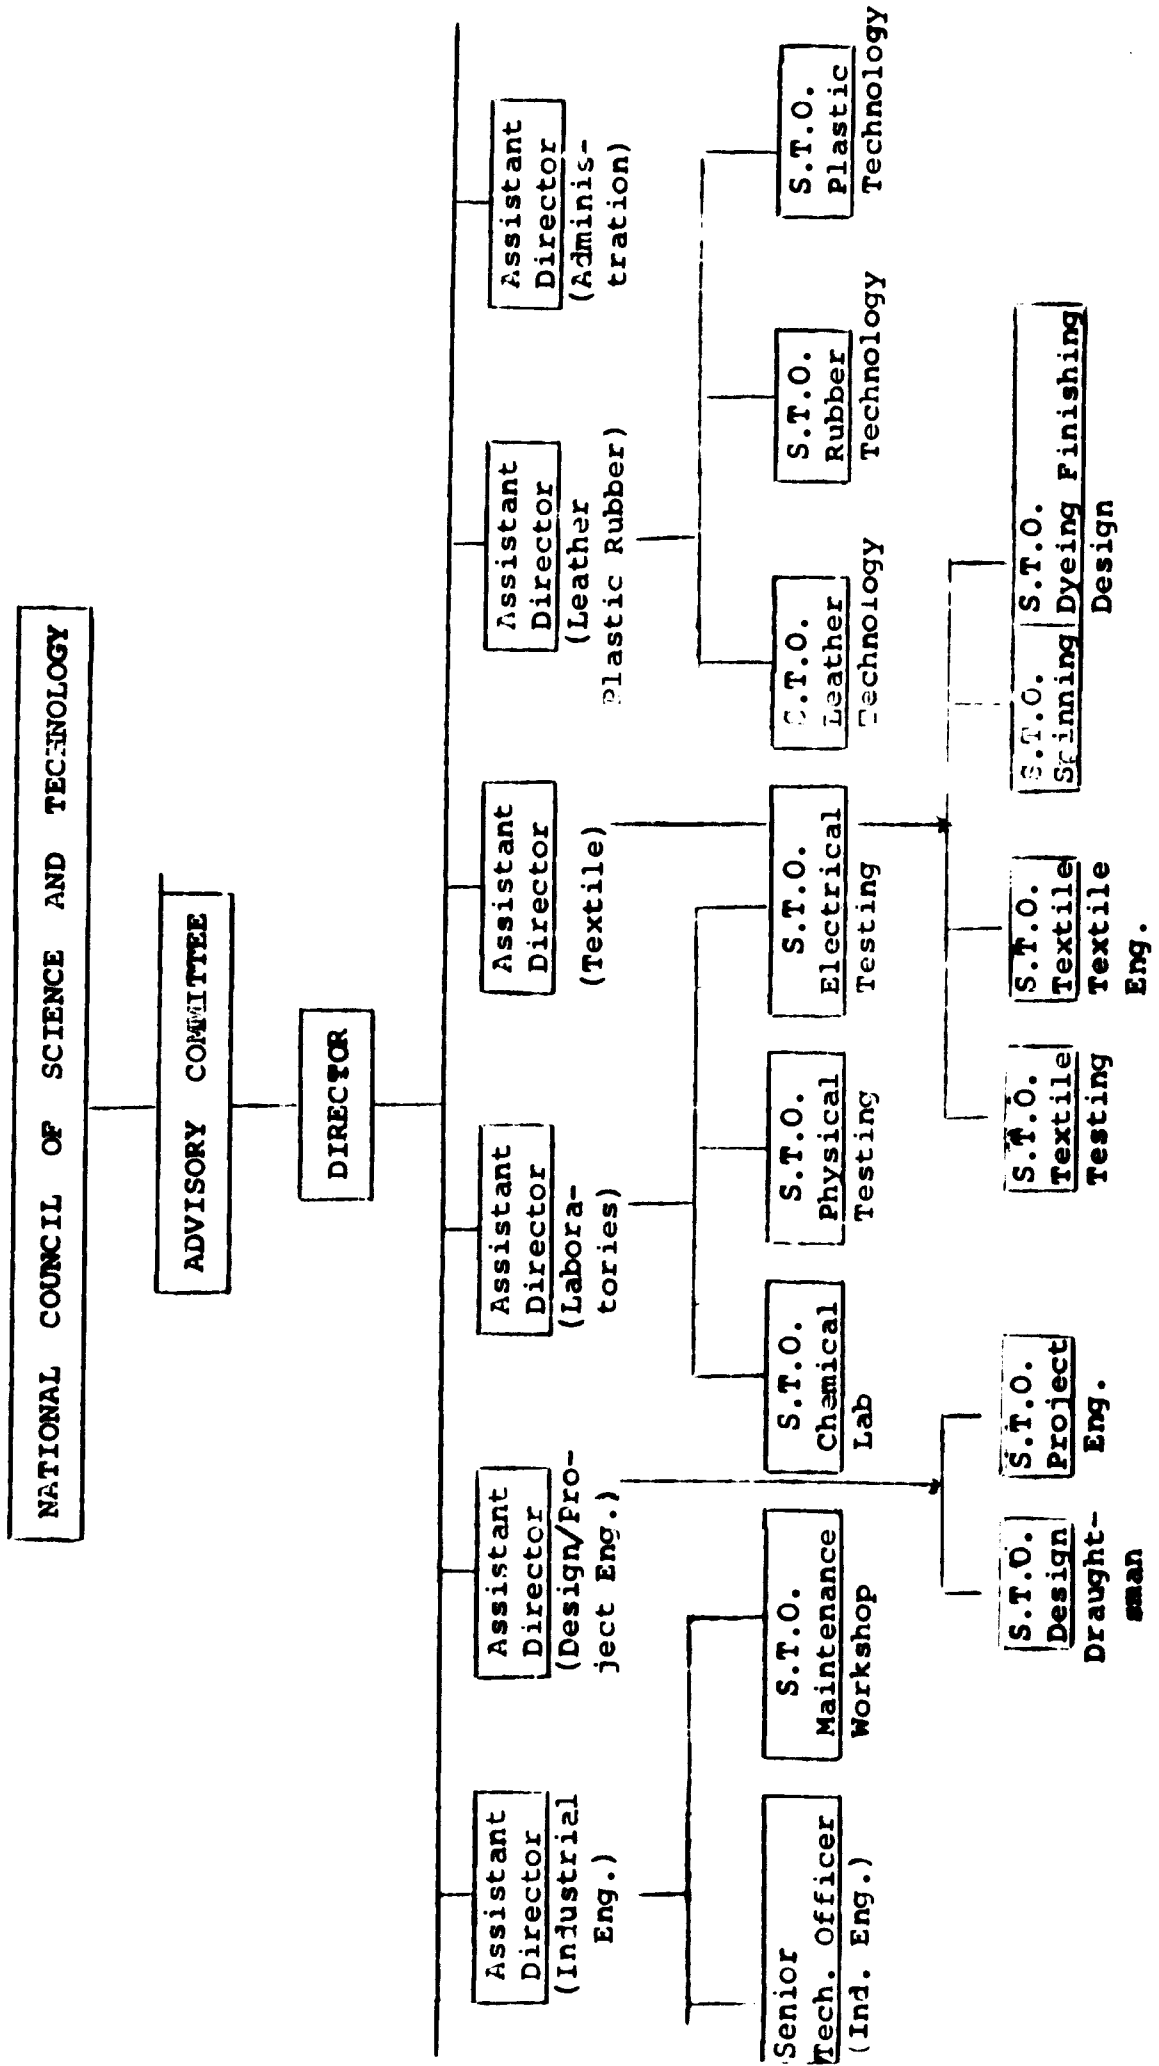 NATIONAL COUNCIL OF SCIENCE AND TECHNOLOGY
ADVISORY COMMITTEE
DIRECTOR
Assistant
Director
(Industrial
Eng.)
Assistant
Director
(Design/Pro-
ject Eng.)
Assistant
Director
(Labora-
tories)
Assistant
Director
(Textile)
Assistant
Director
(Leather
Plastic Rubber)
Assistant
Director
(Adminis-
tration)
Senior
Tech. Officer
(Ind. Eng.)
S.T.O.
Maintenance
Workshop
S.T.O.
Chemical
Lab
S.T.O.
Physical
Testing
S.T.O.
Electrical
Testing
S.T.O.
Leather
Technology
S.T.O.
Rubber
Technology
S.T.O.
Plastic
Technology
S.T.O.
Design
Draught-
sman
S.T.O.
Project
Eng.
S.T.O.
Textile
Testing
S.T.O.
Textile
Textile
Eng.
S.T.O.
Spinning
S.T.O.
Dyeing Finishing
Design